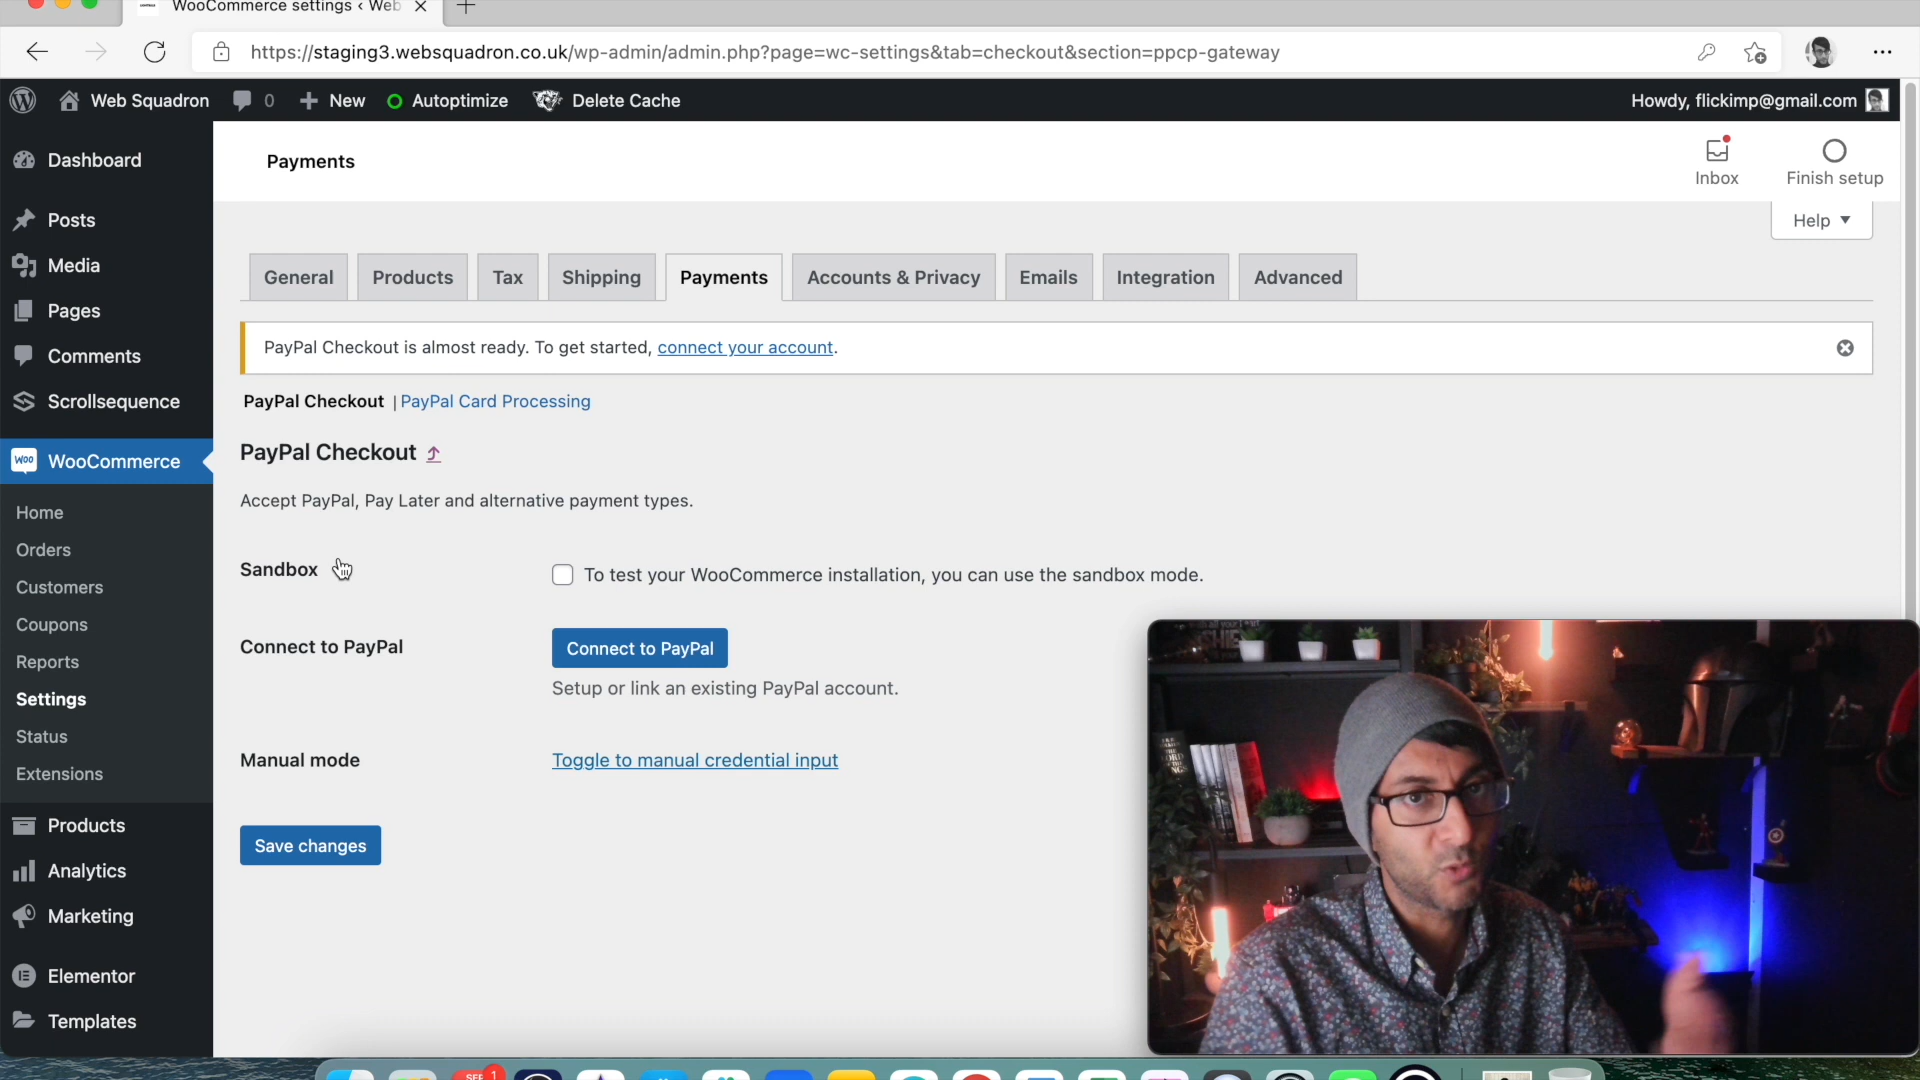 WooCommerce settings ‹ Web
https://staging3.websquadron.co.uk/wp-admin/admin.php?page=wc-settings&tab=checkout&section=ppcp-gateway
Web Squadron 0 New Autoptimize Delete Cache Howdy, flickimp@gmail.com
Dashboard
Posts
Media
Pages
Comments
Scrollsequence
WOO WooCommerce
Home
Orders
Customers
Coupons
Reports
Settings
Status
Extensions
Products
Analytics
Marketing
Elementor
Templates
Payments
Inbox Finish setup
Help
General Products Tax Shipping Payments Accounts & Privacy Emails Integration Advanced
PayPal Checkout is almost ready. To get started, connect your account.
PayPal Checkout | PayPal Card Processing
PayPal Checkout
Accept PayPal, Pay Later and alternative payment types.
Sandbox To test your WooCommerce installation, you can use the sandbox mode.
Connect to PayPal Connect to PayPal
Setup or link an existing PayPal account.
Manual mode Toggle to manual credential input
Save changes
SEP 1